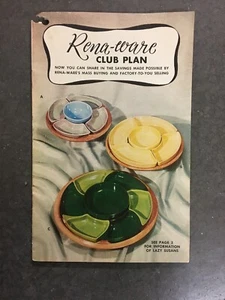 Rena-ware
CLUB PLAN
NOW YOU CAN SHARE IN THE SAVINGS MADE POSSIBLE BY
RENA-WARE'S MASS BUYING AND FACTORY-TO-YOU SELLING
A
B
SEE PAGE 2
FOR INFORMATION
OF LAZY SUSANS